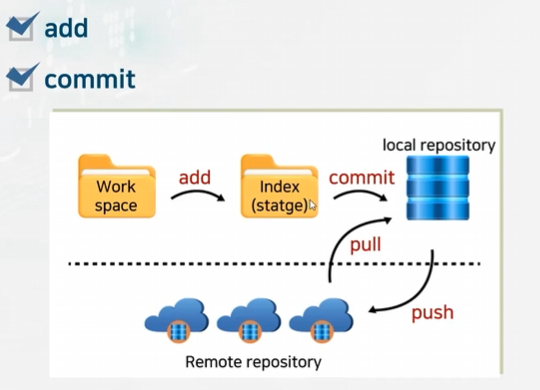 add
commit
local repository
Work
space
add
Index
(statge)
commit
pull
push
Remote repository